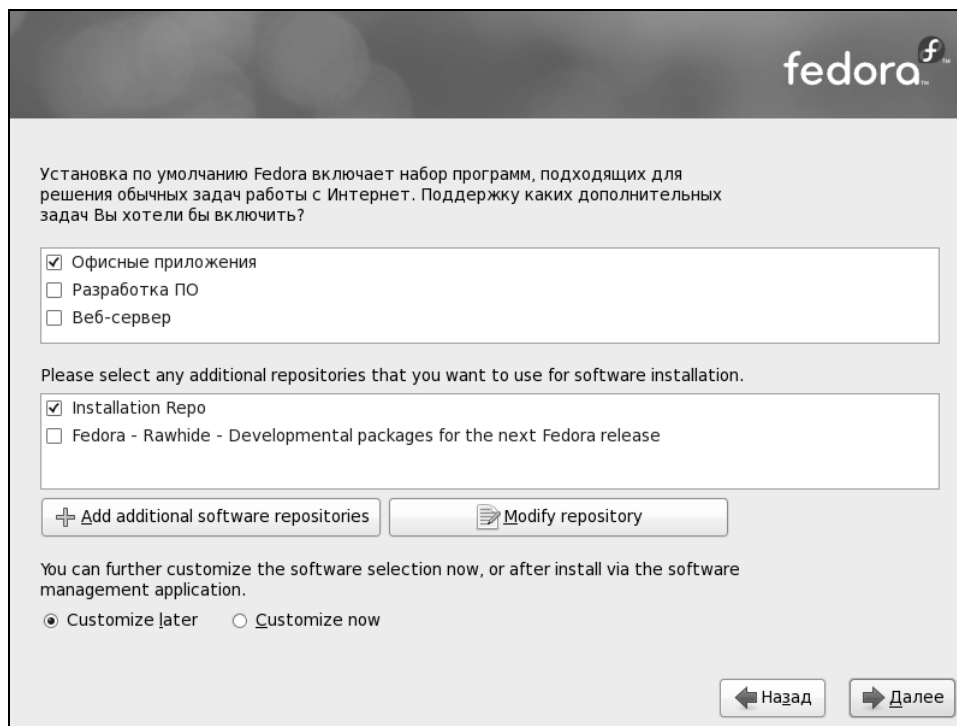 fedora™
Установка по умолчанию Fedora включает набор программ, подходящих для
решения обычных задач работы с Интернет. Поддержку каких дополнительных
задач Вы хотели бы включить?
Офисные приложения
Разработка ПО
Веб-сервер
Please select any additional repositories that you want to use for software installation.
Installation Repo
Fedora - Rawhide - Developmental packages for the next Fedora release
Add additional software repositories
Modify repository
You can further customize the software selection now, or after install via the software
management application.
Customize later
Customize now
Назад
Далее